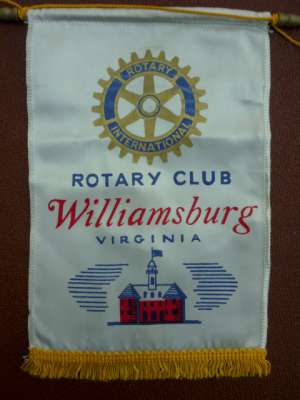 ROTARY
INTERNATIONAL
ROTARY CLUB
Williamsburg
VIRGINIA